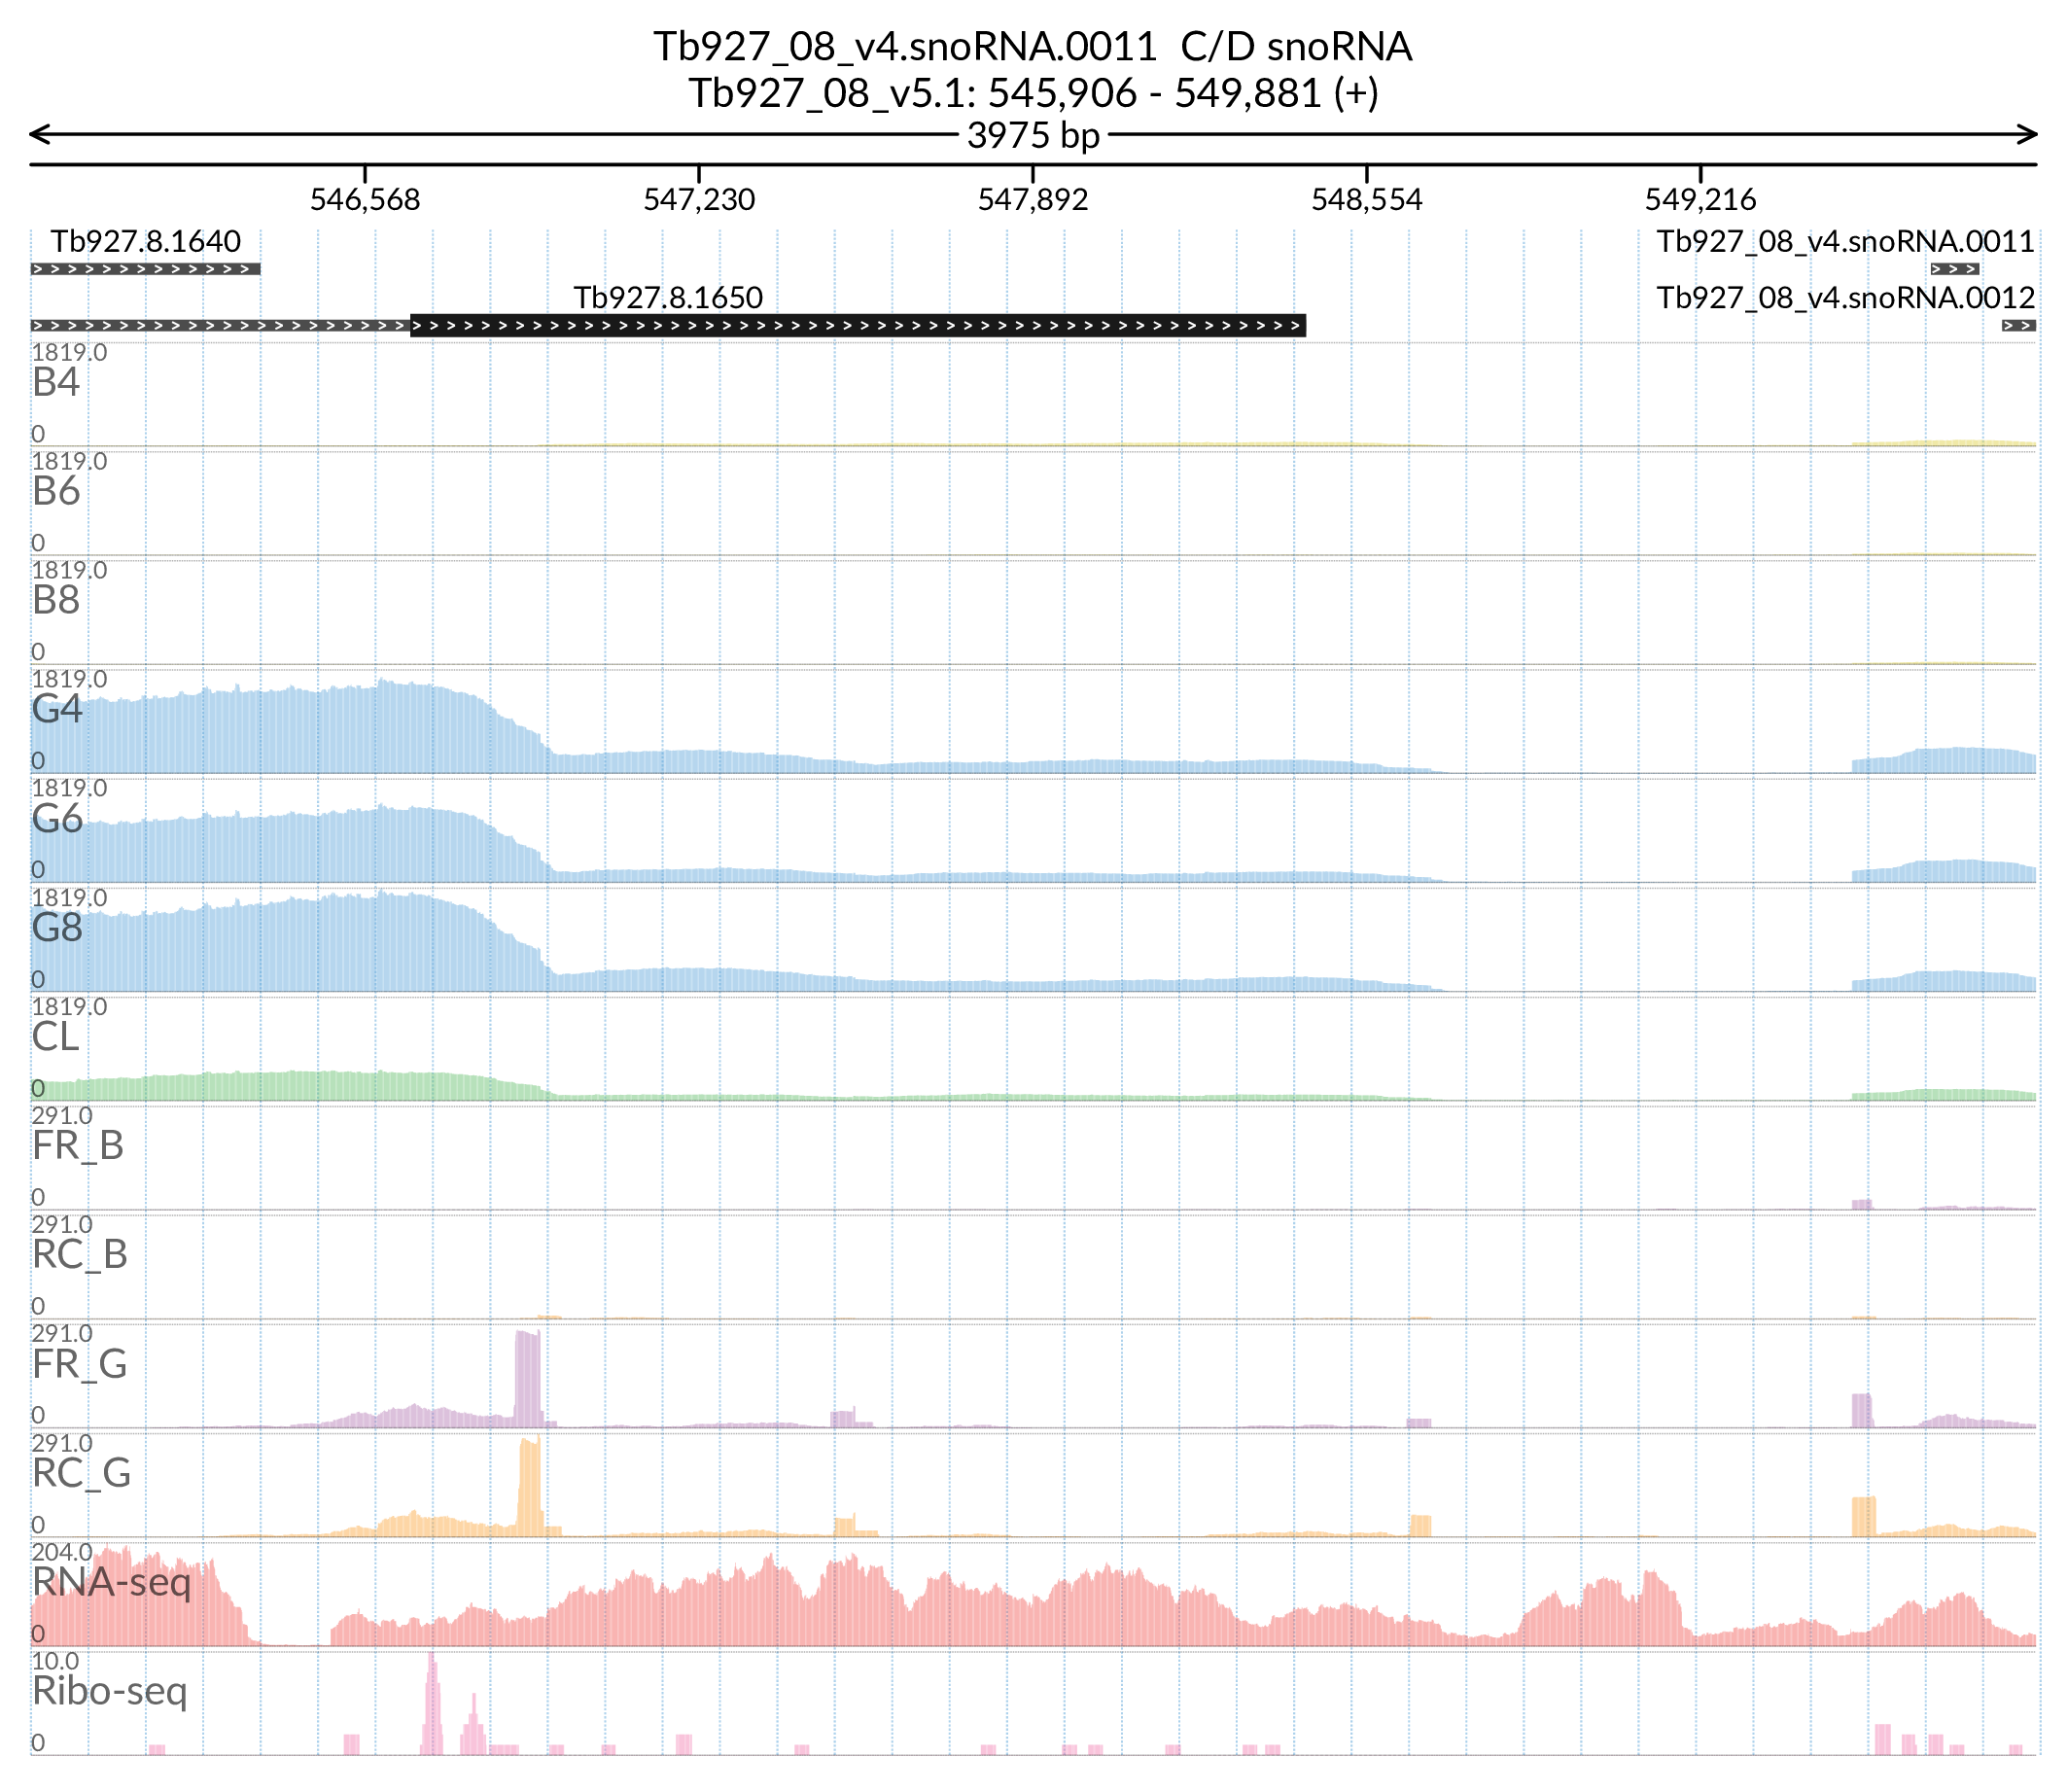 Tb927_08_v4.snoRNA.0011 C/D snoRNA
Tb927_08_v5.1: 545,906 - 549,881 (+)
3975 bp
546,568 547,230 547,892 548,554 549,216
Tb927.8.1640 Tb927_08_v4.snoRNA.0011
Tb927.8.1650 Tb927_08_v4.snoRNA.0012
1819.0
B4
0
1819.0
B6
0
1819.0
B8
0
1819.0
G4
0
1819.0
G6
0
1819.0
G8
0
1819.0
CL
0
291.0
FR_B
0
291.0
RC_B
0
291.0
FR_G
0
291.0
RC_G
0
204.0
RNA-seq
0
10.0
Ribo-seq
0